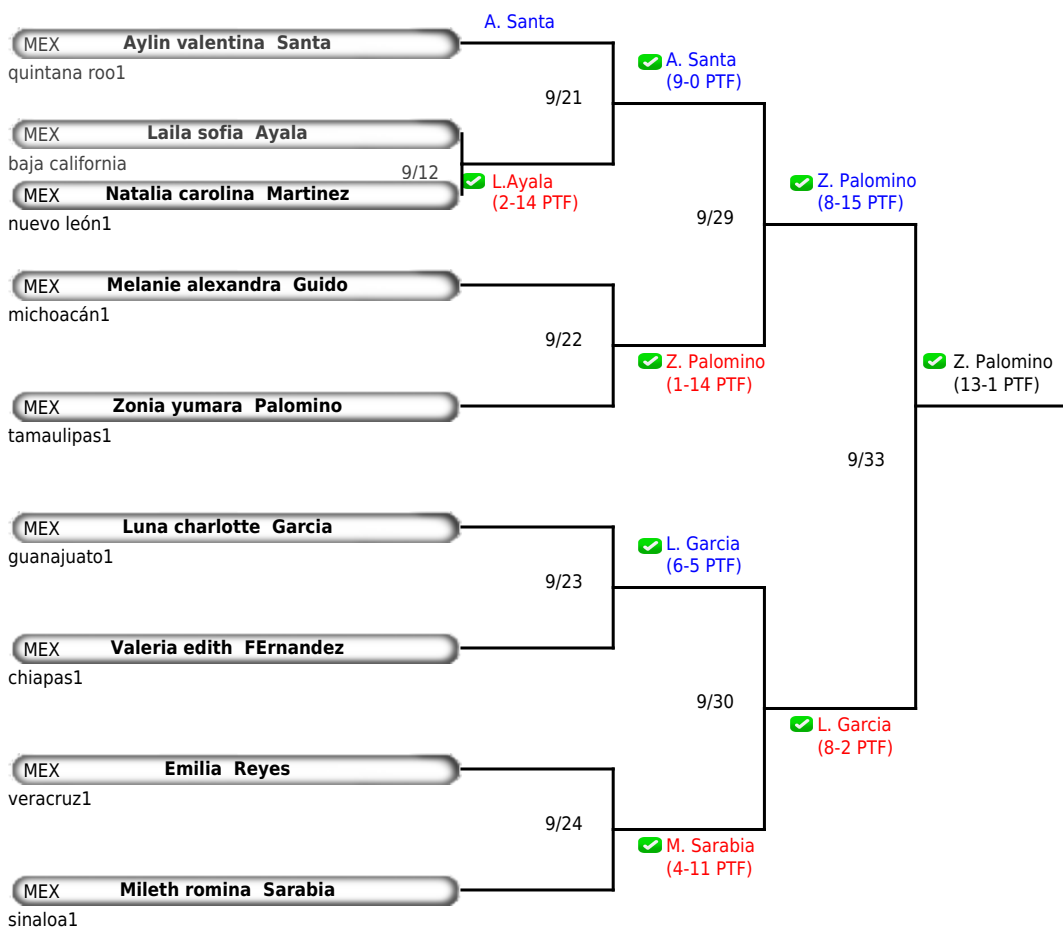 A. Santa
MEX Aylin valentina Santa
quintana roo1
A. Santa
(9-0 PTF)
9/21
MEX Laila sofia Ayala
baja california
9/12
L.Ayala
(2-14 PTF)
MEX Natalia carolina Martinez
nuevo león1
Z. Palomino
(8-15 PTF)
9/29
MEX Melanie alexandra Guido
michoacán1
9/22
Z. Palomino
(1-14 PTF)
Z. Palomino
(13-1 PTF)
MEX Zonia yumara Palomino
tamaulipas1
9/33
MEX Luna charlotte Garcia
guanajuato1
L. Garcia
(6-5 PTF)
9/23
MEX Valeria edith FErnandez
chiapas1
9/30
L. Garcia
(8-2 PTF)
MEX Emilia Reyes
veracruz1
9/24
M. Sarabia
(4-11 PTF)
MEX Mileth romina Sarabia
sinaloa1